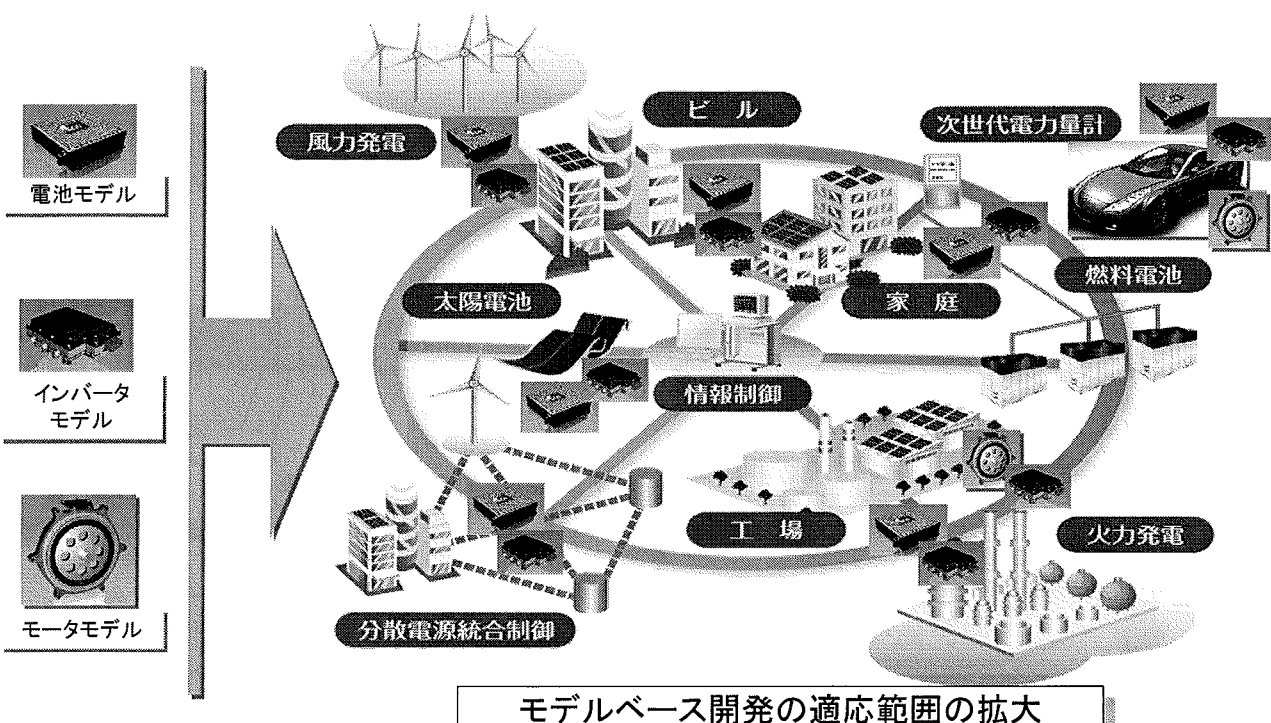 電池モデル
インバータ
モデル
モータモデル
風力発電
ビル
次世代電力量計
太陽電池
家庭
燃料電池
情報制御
工場
火力発電
分散電源統合制御
モデルベース開発の適応範囲の拡大